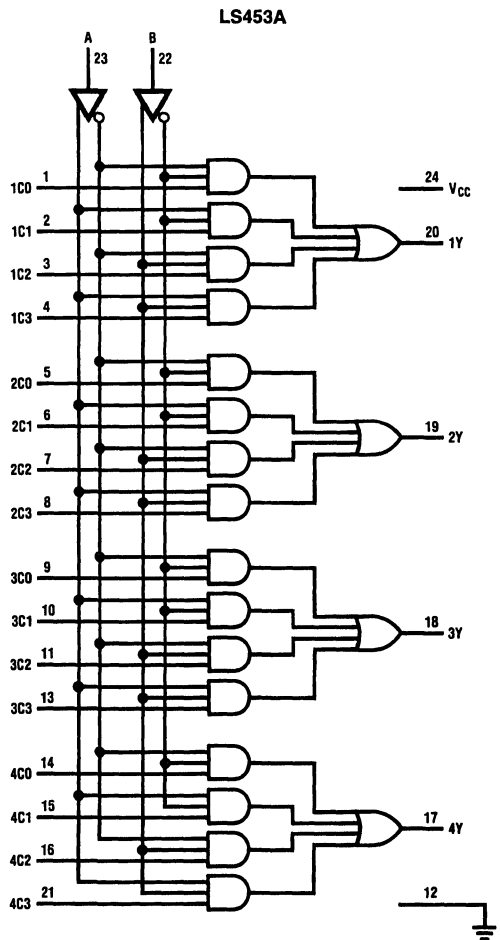 LS453A
A B
23 22
1C0 1
24 VCC
1C1 2
20 1Y
1C2 3
1C3 4
2C0 5
2C1 6
19 2Y
2C2 7
2C3 8
3C0 9
3C1 10
18 3Y
3C2 11
3C3 13
4C0 14
4C1 15
17 4Y
4C2 16
4C3 21
12